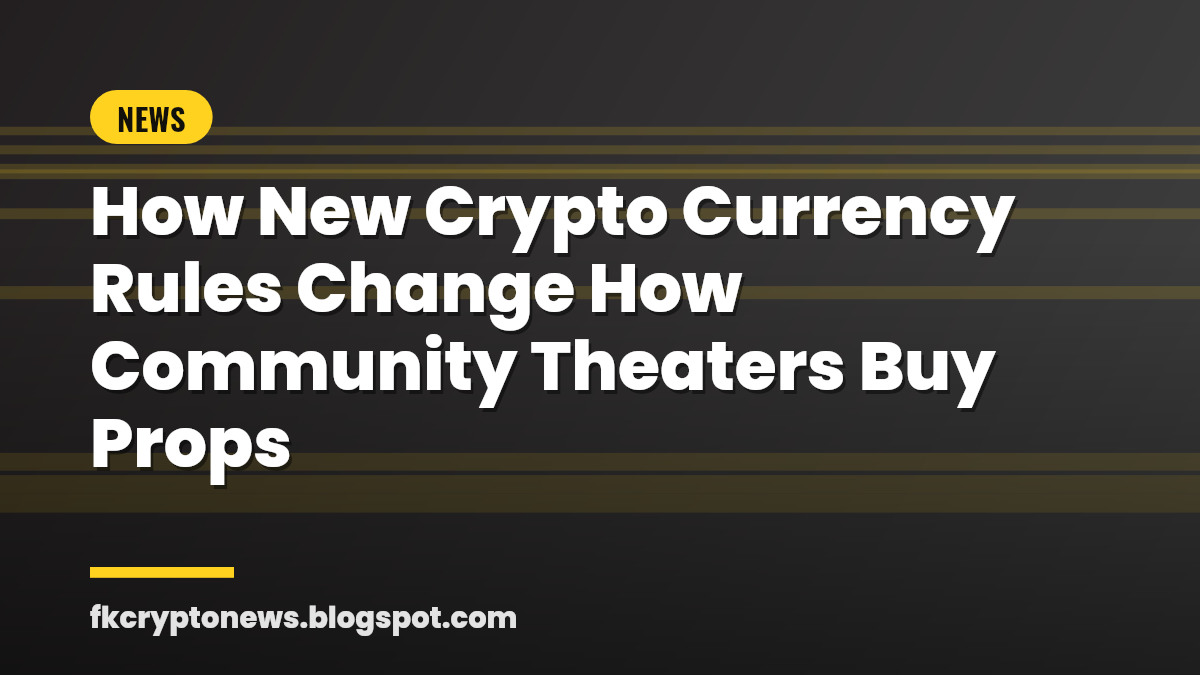 NEWS
How New Crypto Currency
Rules Change How
Community Theaters Buy
Props
fkcryptonews.blogspot.com